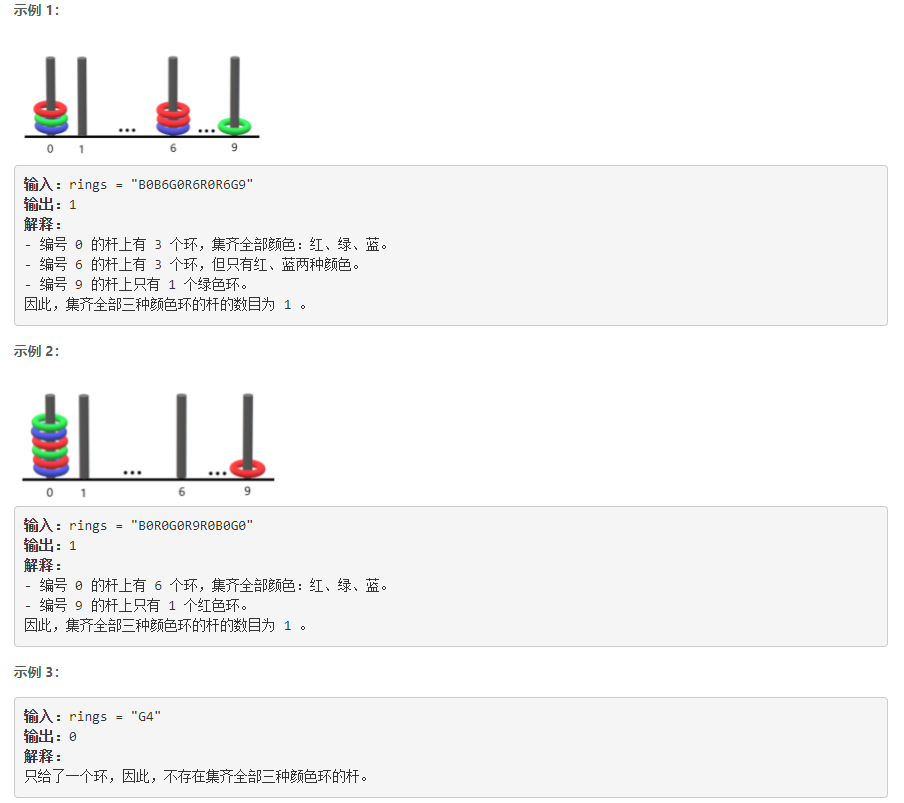 示例 1：
0 1 ... 6 ... 9
输入：rings = "B0B6G0R6R0R6G9"
输出：1
解释：
- 编号 0 的杆上有 3 个环，集齐全部颜色：红、绿、蓝。
- 编号 6 的杆上有 3 个环，但只有红、蓝两种颜色。
- 编号 9 的杆上只有 1 个绿色环。
因此，集齐全部三种颜色环的杆的数目为 1 。
示例 2：
0 1 ... 6 ... 9
输入：rings = "B0R0G0R9R0B0G0"
输出：1
解释：
- 编号 0 的杆上有 6 个环，集齐全部颜色：红、绿、蓝。
- 编号 9 的杆上只有 1 个红色环。
因此，集齐全部三种颜色环的杆的数目为 1 。
示例 3：
输入：rings = "G4"
输出：0
解释：
只给了一个环，因此，不存在集齐全部三种颜色环的杆。